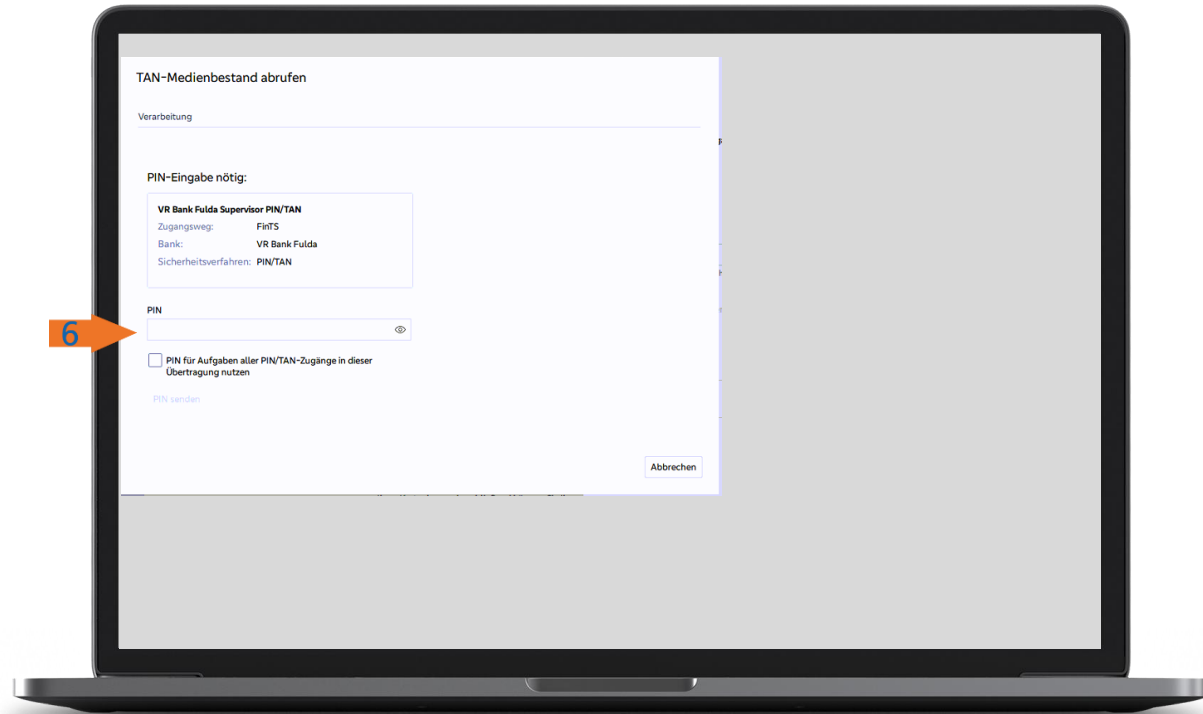 TAN-Medienbestand abrufen
Verarbeitung
PIN-Eingabe nötig:
VR Bank Fulda Supervisor PIN/TAN
Zugangsweg: FinTS
Bank: VR Bank Fulda
Sicherheitsverfahren: PIN/TAN
PIN
6
PIN für Aufgaben aller PIN/TAN-Zugänge in dieser
Übertragung nutzen
PIN senden
Abbrechen